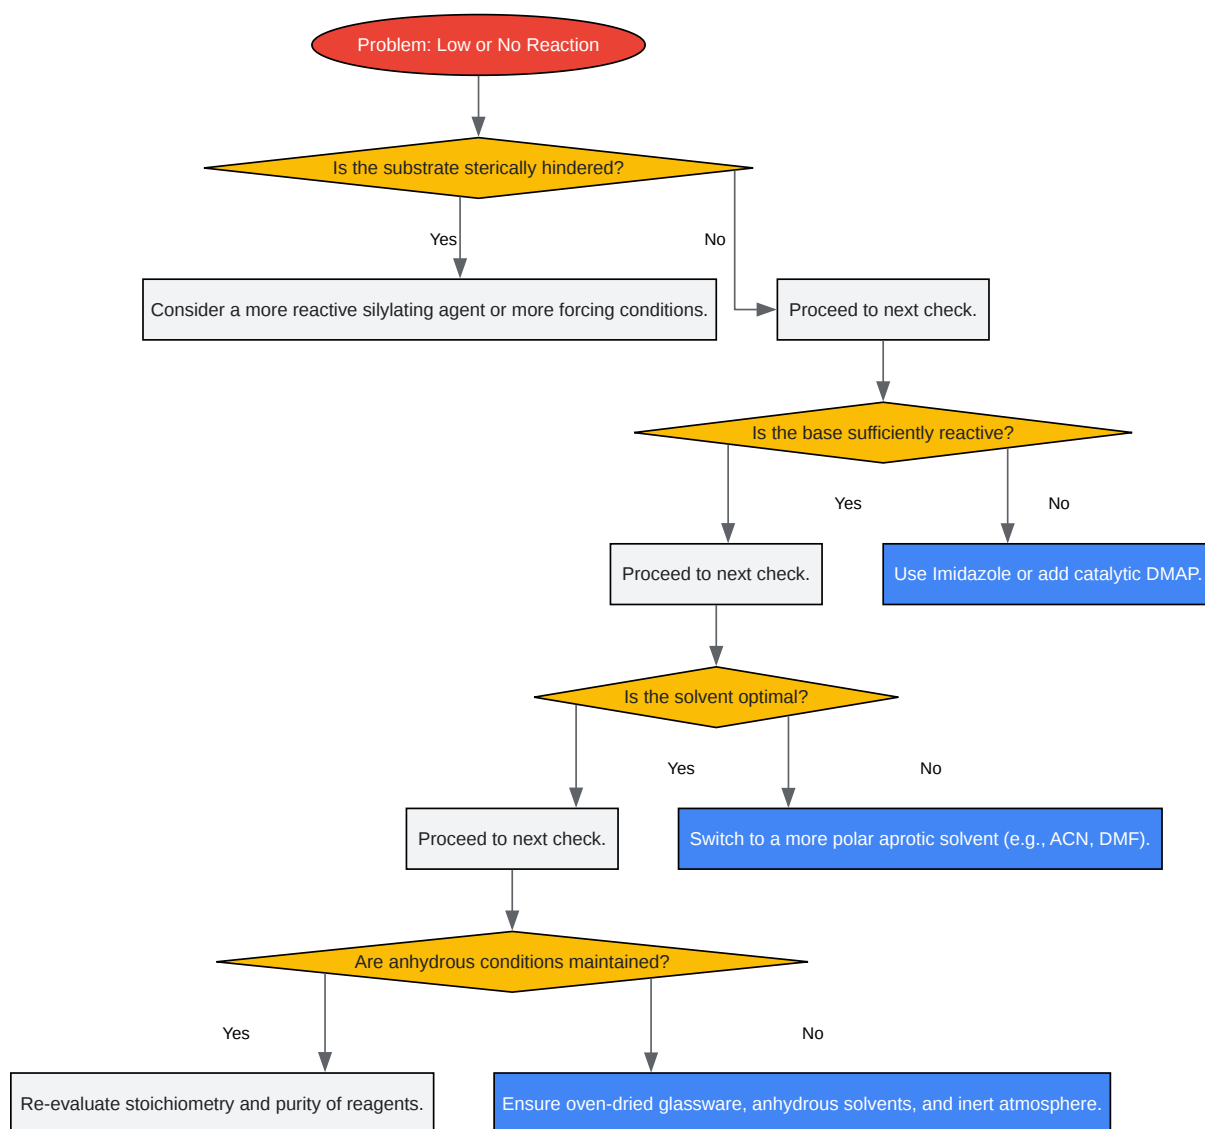 Problem: Low or No Reaction
Is the substrate sterically hindered?
Yes
No
Consider a more reactive silylating agent or more forcing conditions.
Proceed to next check.
Is the base sufficiently reactive?
Yes
No
Proceed to next check.
Use Imidazole or add catalytic DMAP.
Is the solvent optimal?
Yes
No
Proceed to next check.
Switch to a more polar aprotic solvent (e.g., ACN, DMF).
Are anhydrous conditions maintained?
Yes
No
Re-evaluate stoichiometry and purity of reagents.
Ensure oven-dried glassware, anhydrous solvents, and inert atmosphere.